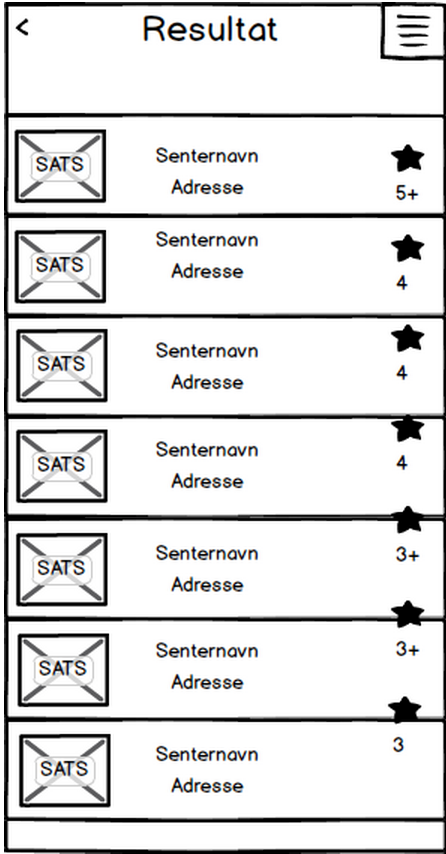 <
Resultat
SATS
Senternavn
Adresse
5+
SATS
Senternavn
Adresse
4
SATS
Senternavn
Adresse
4
SATS
Senternavn
Adresse
4
SATS
Senternavn
Adresse
3+
SATS
Senternavn
Adresse
3+
SATS
Senternavn
Adresse
3